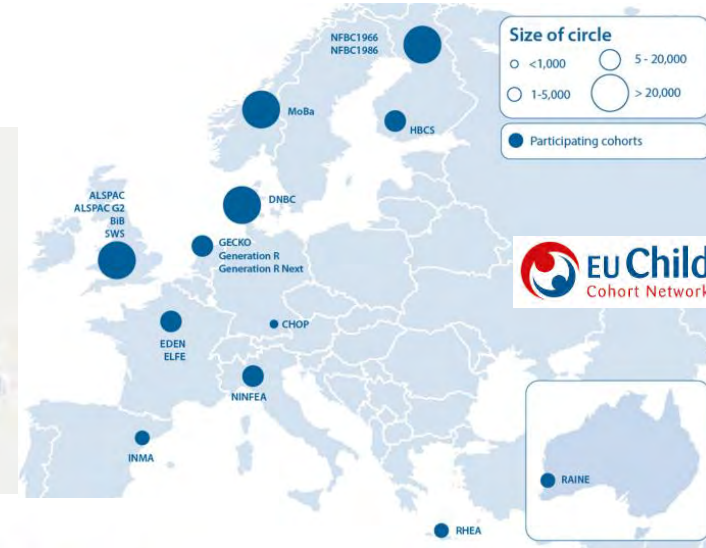 NFBC1966
NFBC1986
MoBa
HBCS
Size of circle
<1,000
5 - 20,000
1-5,000
> 20,000
Participating cohorts
ALSPAC
ALSPAC G2
BiB
SWS
DNBC
GECKO
Generation R
Generation R Next
EU Child
Cohort Network
CHOP
EDEN
ELFE
NINFEA
INMA
RAINE
RHEA